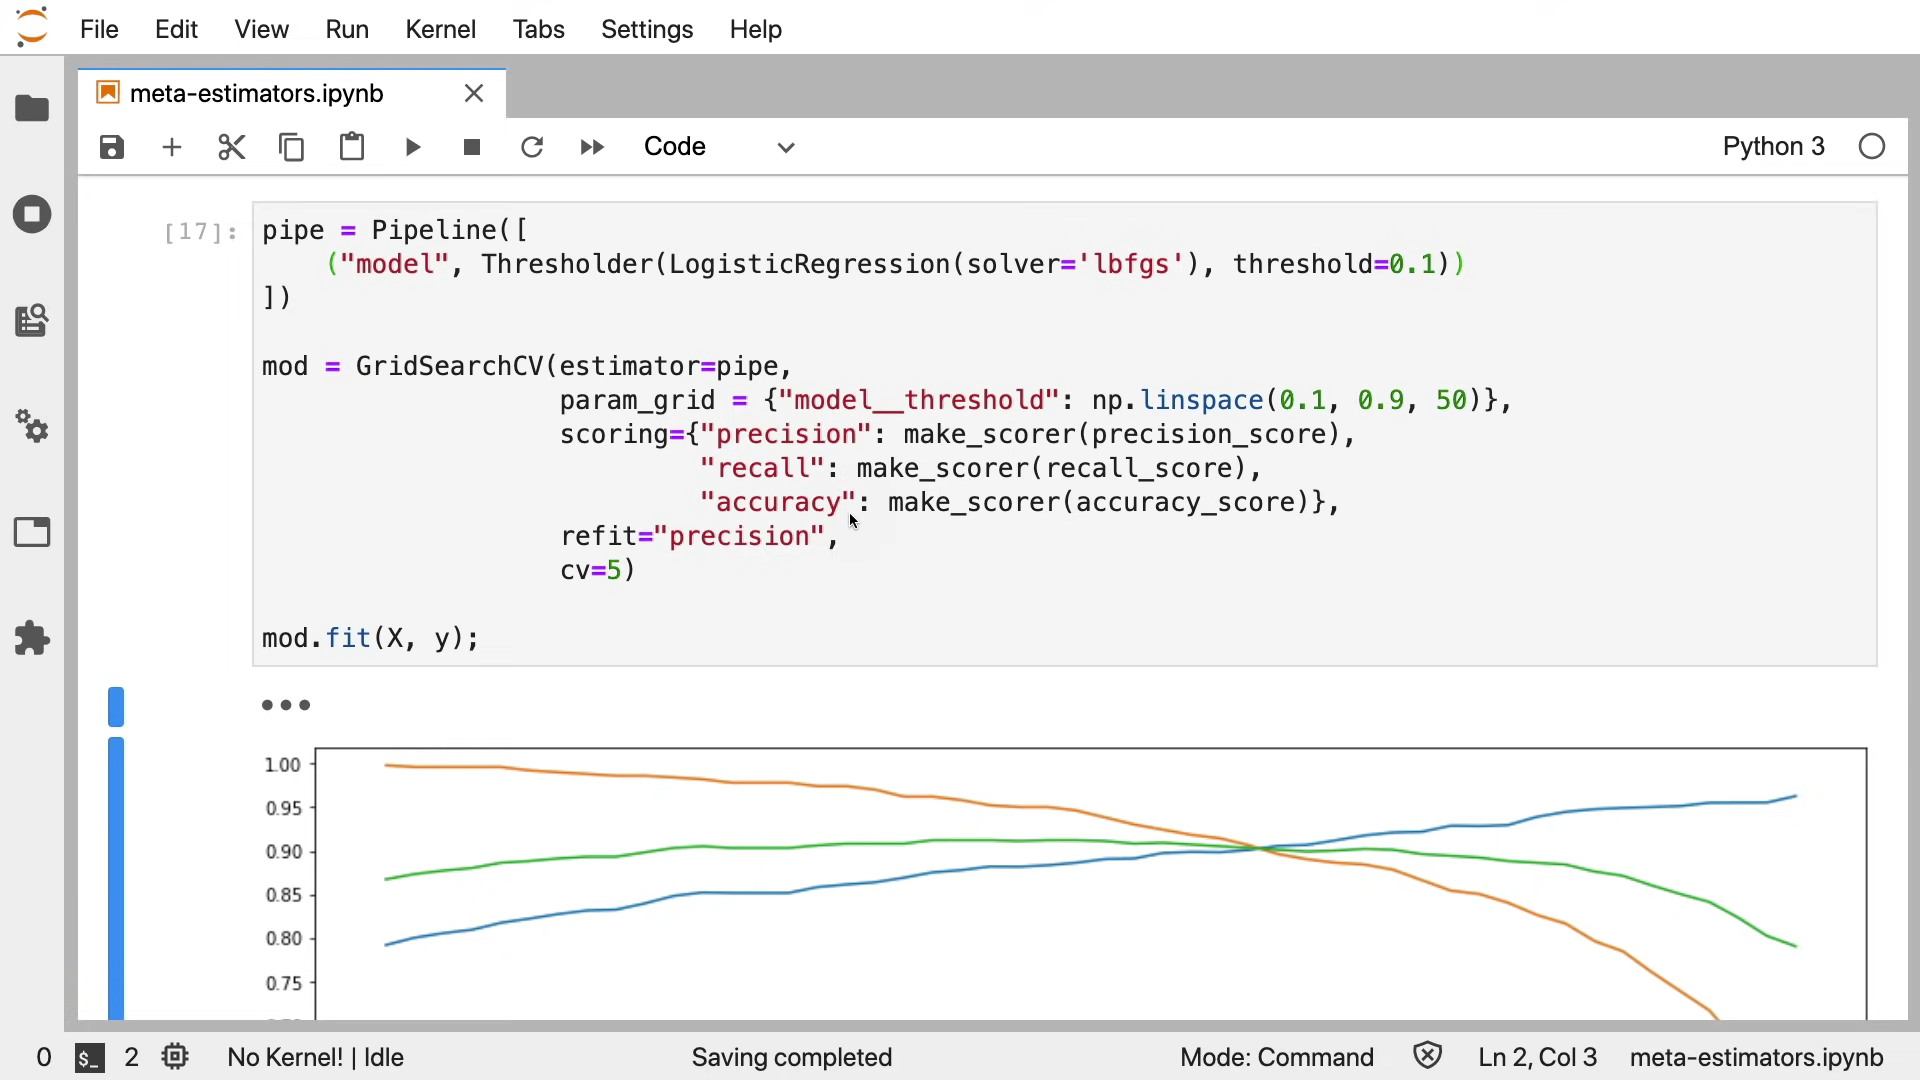 File Edit View Run Kernel Tabs Settings Help
meta-estimators.ipynb
Code
Python 3
[17]:
pipe = Pipeline([
    ("model", Thresholder(LogisticRegression(solver='lbfgs'), threshold=0.1))
])
mod = GridSearchCV(estimator=pipe,
                   param_grid = {"model__threshold": np.linspace(0.1, 0.9, 50)},
                   scoring={"precision": make_scorer(precision_score),
                            "recall": make_scorer(recall_score),
                            "accuracy": make_scorer(accuracy_score)},
                   refit="precision",
                   cv=5)
mod.fit(X, y);
1.00
0.95
0.90
0.85
0.80
0.75
0 $_ 2 No Kernel! | Idle Saving completed Mode: Command Ln 2, Col 3 meta-estimators.ipynb